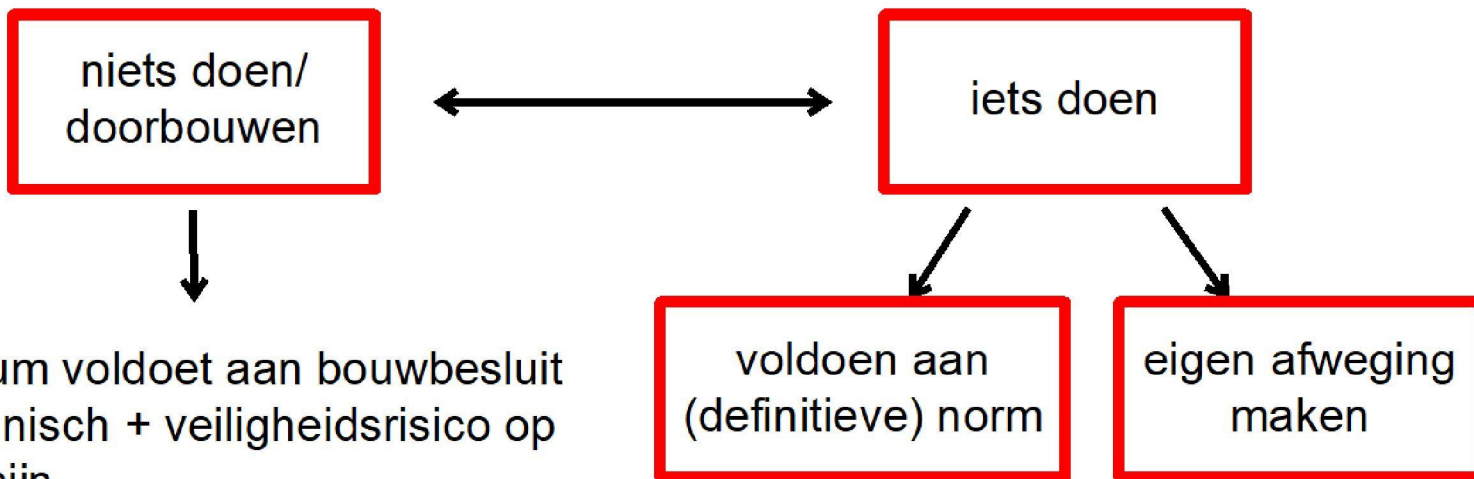 niets doen/
doorbouwen
iets doen
voldoet aan bouwbesluit
+ veiligheidsrisico op
voldoen aan
(definitieve) norm
eigen afweging
maken